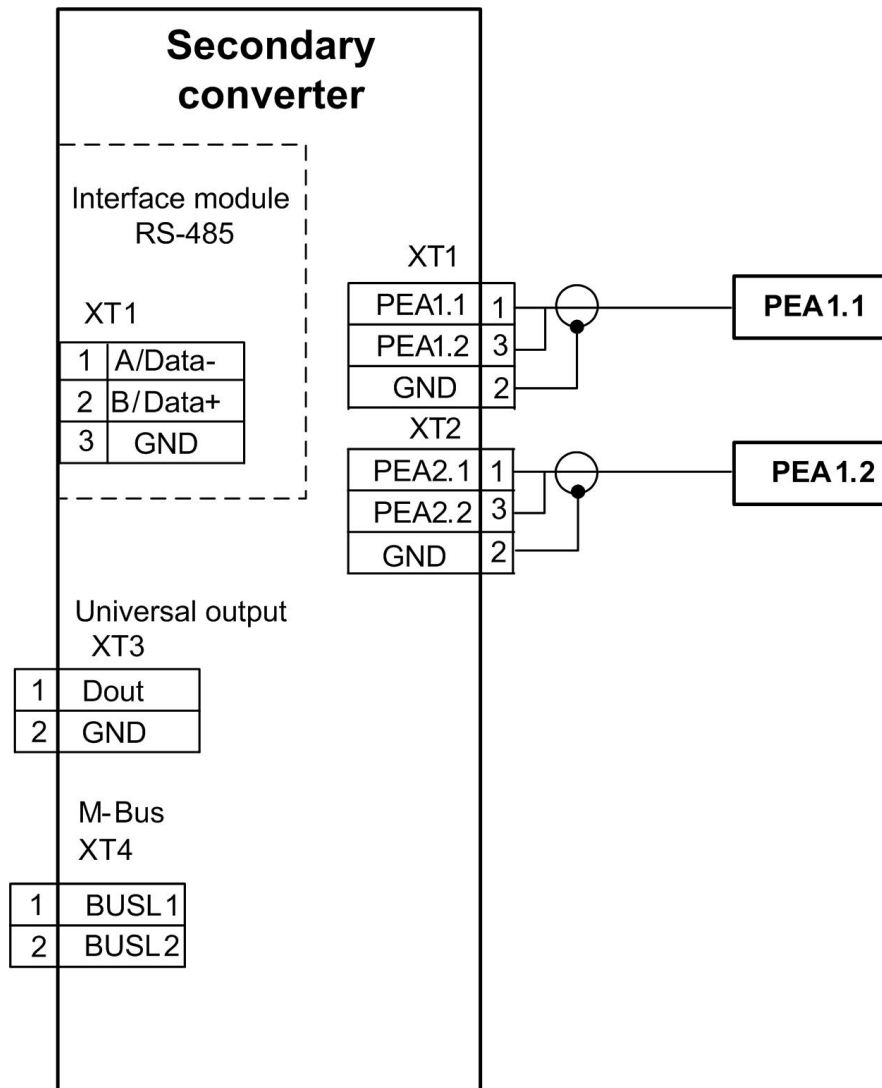 Secondary
converter
Interface module
RS-485
XT1
1 A/Data-
2 B/Data+
3 GND
XT1
PEA1.1 1
PEA1.2 3
GND 2
PEA1.1
XT2
PEA2.1 1
PEA2.2 3
GND 2
PEA1.2
Universal output
XT3
1 Dout
2 GND
M-Bus
XT4
1 BUSL1
2 BUSL2